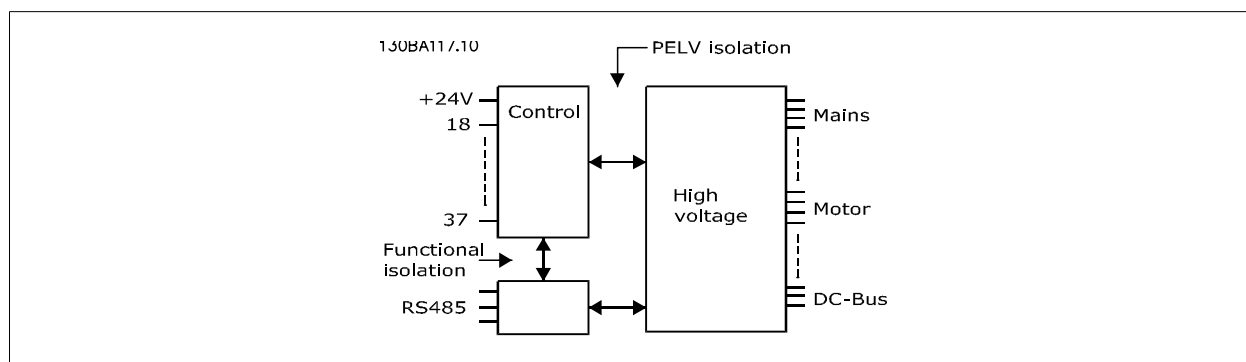 130BA117.10
PELV isolation
+24V
Control
18
37
High
voltage
Mains
Motor
DC-Bus
Functional
isolation
RS485